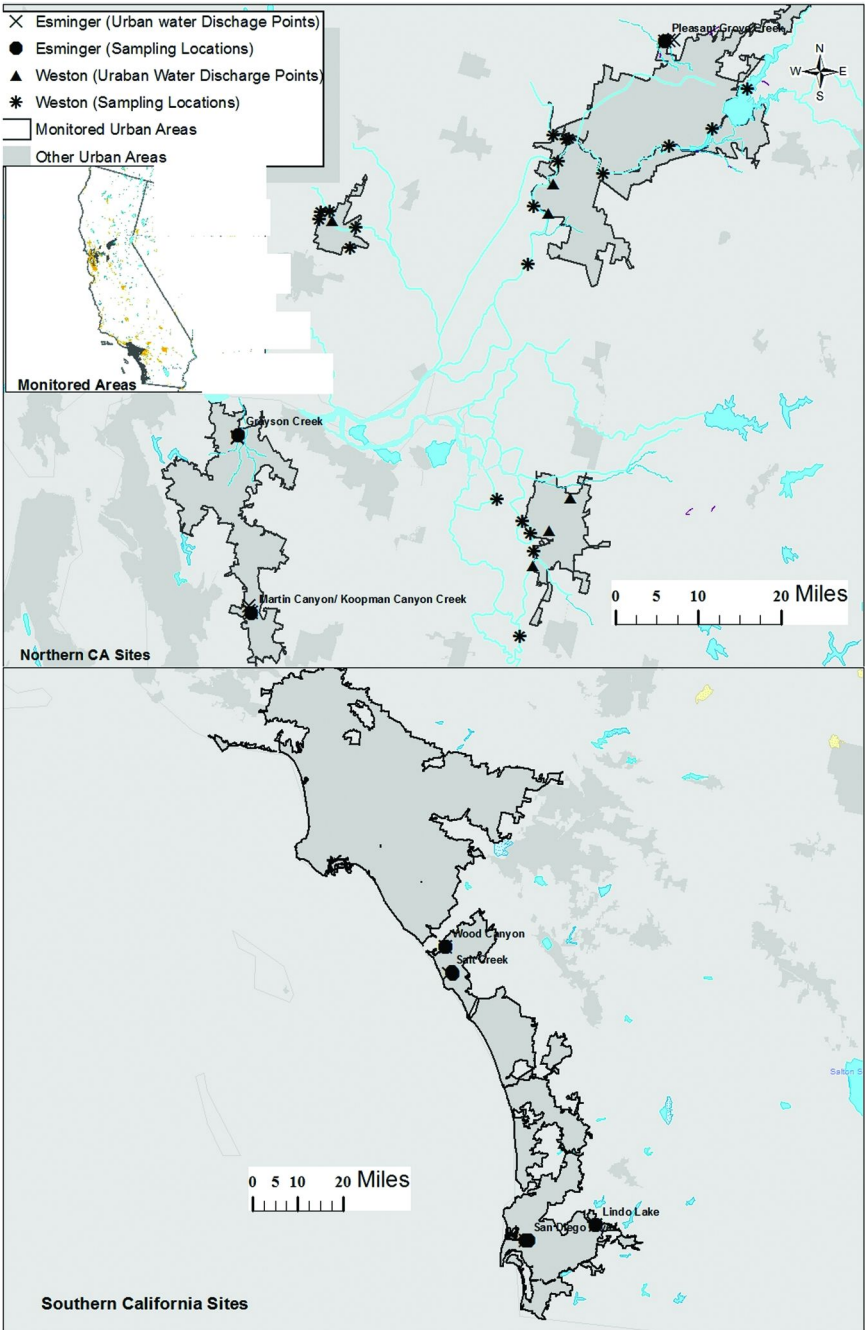 Esminger (Urban water Dischage Points)
Esminger (Sampling Locations)
Weston (Uraban Water Discharge Points)
Weston (Sampling Locations)
Monitored Urban Areas
Other Urban Areas
Pleasant Grove Creek
N
W E
S
Monitored Areas
Grayson Creek
Martin Canyon/ Koopman Canyon Creek
0 5 10 20 Miles
Northern CA Sites
Wood Canyon
Salt Creek
Salton S
0 5 10 20 Miles
Lindo Lake
San Diego
Southern California Sites